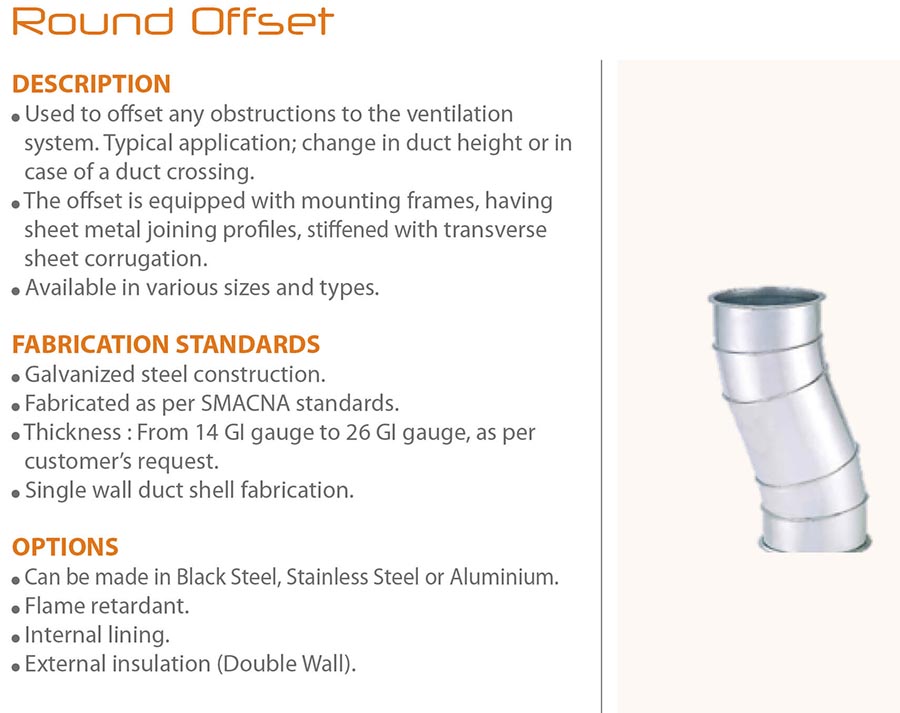 Round Offset
DESCRIPTION
• Used to offset any obstructions to the ventilation
system. Typical application; change in duct height or in
case of a duct crossing.
• The offset is equipped with mounting frames, having
sheet metal joining profiles, stiffened with transverse
sheet corrugation.
• Available in various sizes and types.
FABRICATION STANDARDS
• Galvanized steel construction.
• Fabricated as per SMACNA standards.
• Thickness : From 14 GI gauge to 26 GI gauge, as per
customer’s request.
• Single wall duct shell fabrication.
OPTIONS
• Can be made in Black Steel, Stainless Steel or Aluminium.
• Flame retardant.
• Internal lining.
• External insulation (Double Wall).